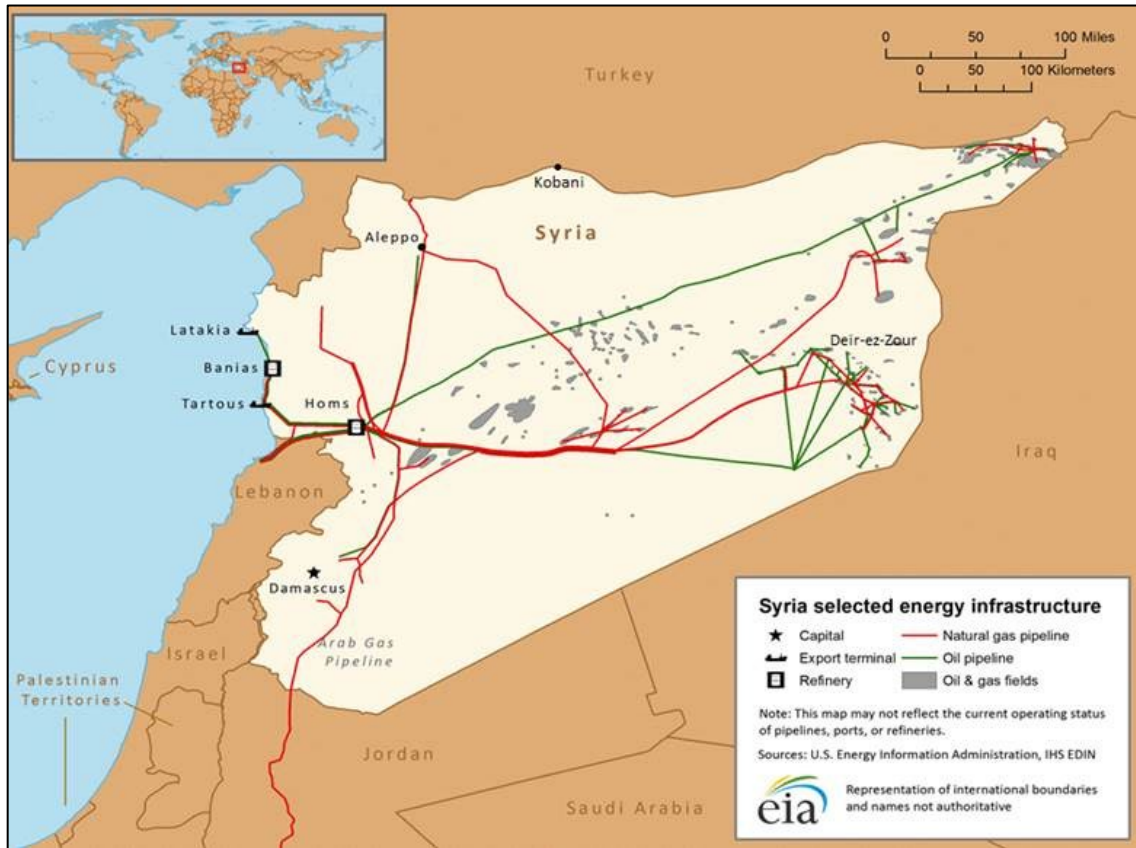 0 50 100 Miles
0 50 100 Kilometers
Turkey
Kobani
Syria
Aleppo
Latakia
Banias
Tartous
Homs
Deir-ez-Zour
Cyprus
Lebanon
Iraq
Damascus
Arab Gas
Pipeline
Israel
Palestinian
Territories
Jordan
Saudi Arabia
Syria selected energy infrastructure
Capital
Natural gas pipeline
Export terminal
Oil pipeline
Refinery
Oil & gas fields
Note: This map may not reflect the current operating status
of pipelines, ports, or refineries.
Sources: U.S. Energy Information Administration, IHS EDIN
eia
Representation of international boundaries
and names not authoritative